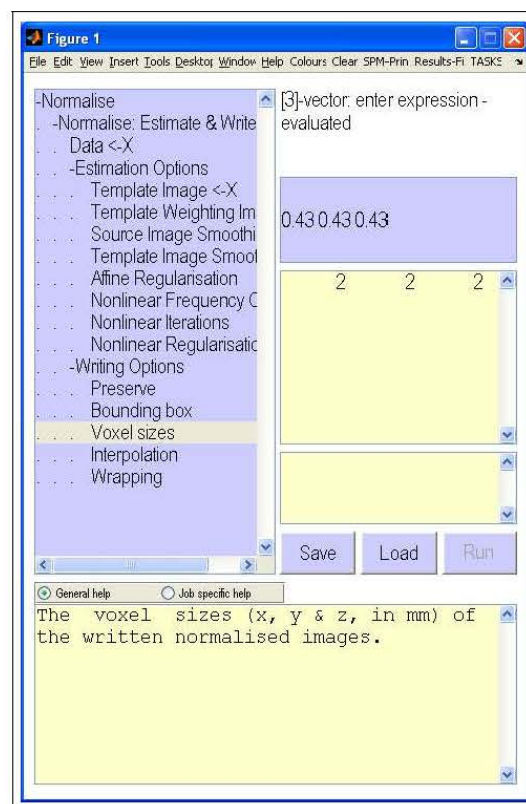 Figure 1
File Edit View Insert Tools Desktop Window Help Colours Clear SPM-Prin Results-Fi TASKS
-Normalise
. -Normalise: Estimate & Write
. . Data <-X
. . -Estimation Options
. . . Template Image <-X
. . . Template Weighting Im
. . . Source Image Smoothi
. . . Template Image Smoot
. . . Affine Regularisation
. . . Nonlinear Frequency C
. . . Nonlinear Iterations
. . . Nonlinear Regularisatic
. . -Writing Options
. . . Preserve
. . . Bounding box
. . . Voxel sizes
. . . Interpolation
. . . Wrapping
[3]-vector: enter expression -
evaluated
0.43 0.43 0.43
2 2 2
Save Load Run
General help Job specific help
The voxel sizes (x, y & z, in mm) of
the written normalised images.